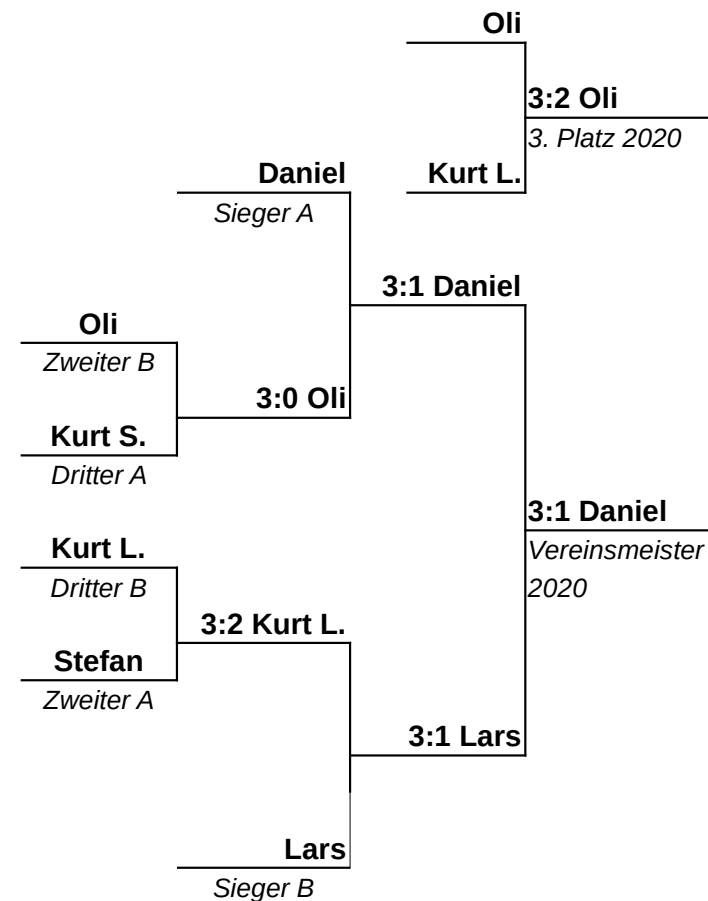 Oli
3:2 Oli
3. Platz 2020
Daniel
Kurt L.
Sieger A
3:1 Daniel
Oli
Zweiter B
3:0 Oli
Kurt S.
Dritter A
3:1 Daniel
Vereinsmeister
2020
Kurt L.
Dritter B
3:2 Kurt L.
Stefan
Zweiter A
3:1 Lars
Lars
Sieger B